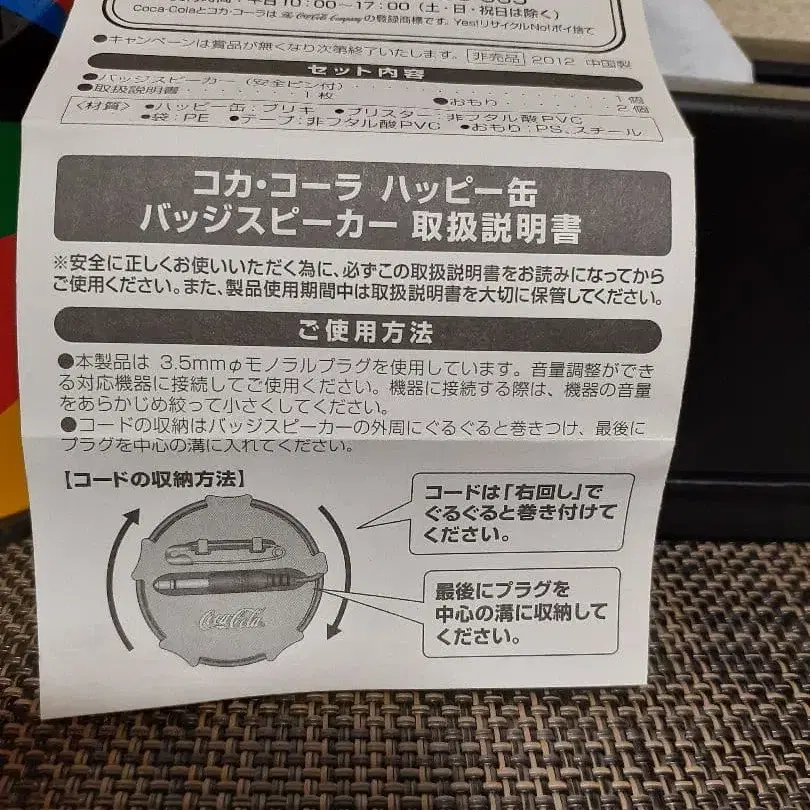 10:00～17:00（土・日・祝日は除く）
Coca-Colaとコカ・コーラは The Coca-Cola Company の登録商標です。Yes!リサイクルNo!ポイ捨て
●キャンペーンは賞品が無くなり次第終了いたします。 非売品 2012 中国製
セット内容
●バッジスピーカー（安全ピン付）・・・・・・・・・・・・・・・・・・1個
●取扱説明書・・・・・・・・・・1枚 ●おもり・・・・・・・・・・2個
〈材質〉 ●ハッピー缶：ブリキ ●ブリスター：非フタル酸PVC
●袋：PE ●テープ：非フタル酸PVC ●おもり：PS、スチール
コカ・コーラ ハッピー缶
バッジスピーカー 取扱説明書
※安全に正しくお使いいただく為に、必ずこの取扱説明書をお読みになってから
ご使用ください。また、製品使用期間中は取扱説明書を大切に保管してください。
ご使用方法
●本製品は 3.5mmφモノラルプラグを使用しています。音量調整ができ
る対応機器に接続してご使用ください。機器に接続する際は、機器の音量
をあらかじめ絞って小さくしてください。
●コードの収納はバッジスピーカーの外周にぐるぐると巻きつけ、最後に
プラグを中心の溝に入れてください。
【コードの収納方法】
コードは「右回し」で
ぐるぐると巻き付けて
ください。
最後にプラグを
中心の溝に収納して
ください。
Coca-Cola